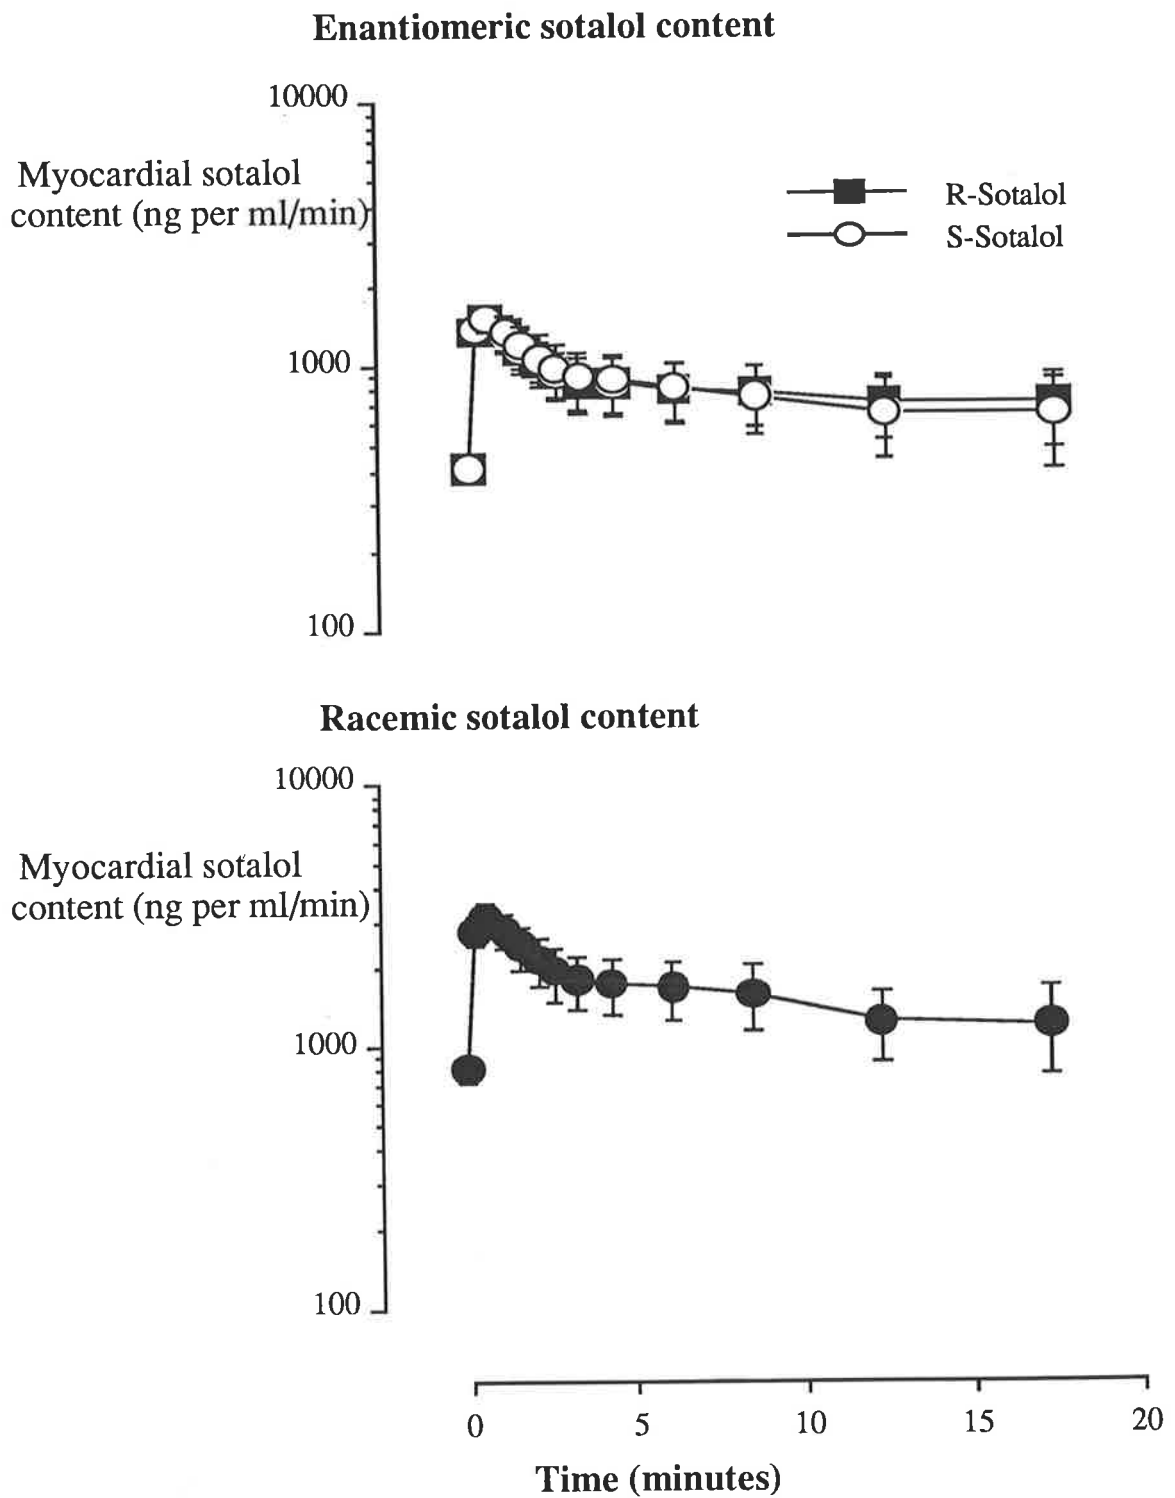 Enantiomeric sotalol content
10000
Myocardial sotalol
content (ng per ml/min)
R-Sotalol
S-Sotalol
1000
100
Racemic sotalol content
10000
Myocardial sotalol
content (ng per ml/min)
1000
100
0 5 10 15 20
Time (minutes)